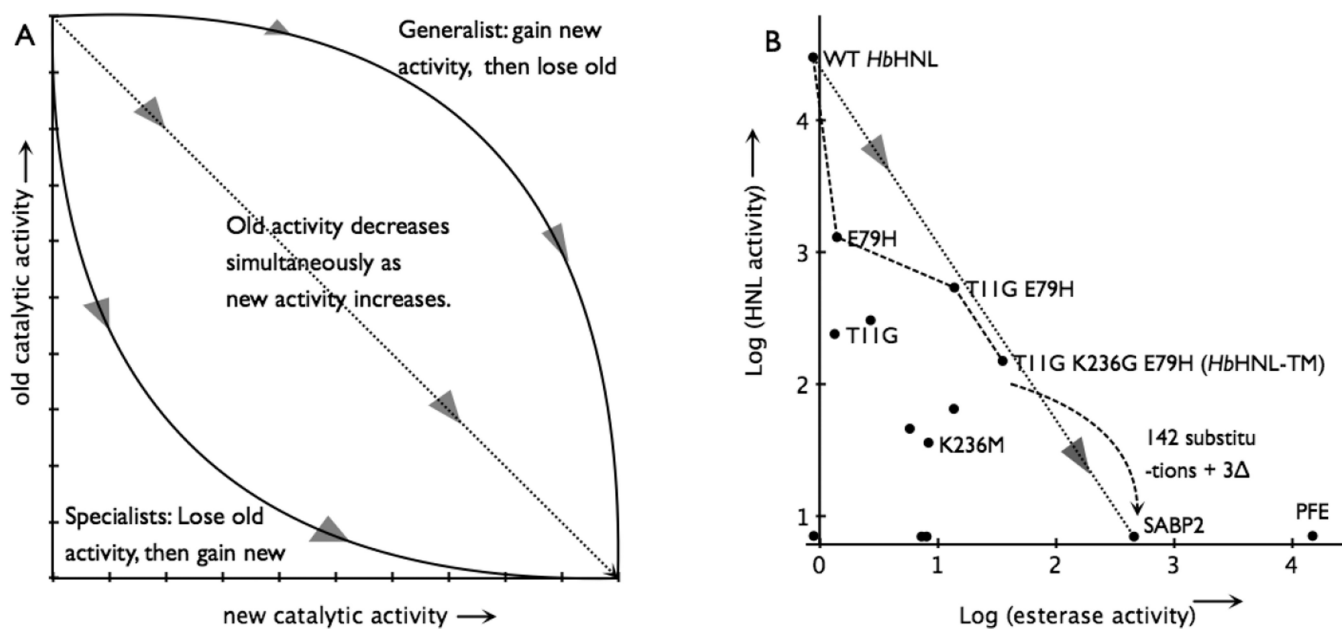 A
Generalist: gain new
activity, then lose old
Old activity decreases
simultaneously as
new activity increases.
Specialists: Lose old
activity, then gain new
old catalytic activity
new catalytic activity
B
WT HbHNL
4
E79H
3
T11G E79H
T11G
T11G K236G E79H (HbHNL-TM)
2
K236M
142 substitu
-tions + 3Δ
1
SABP2
PFE
0
1
2
3
4
Log (HNL activity)
Log (esterase activity)